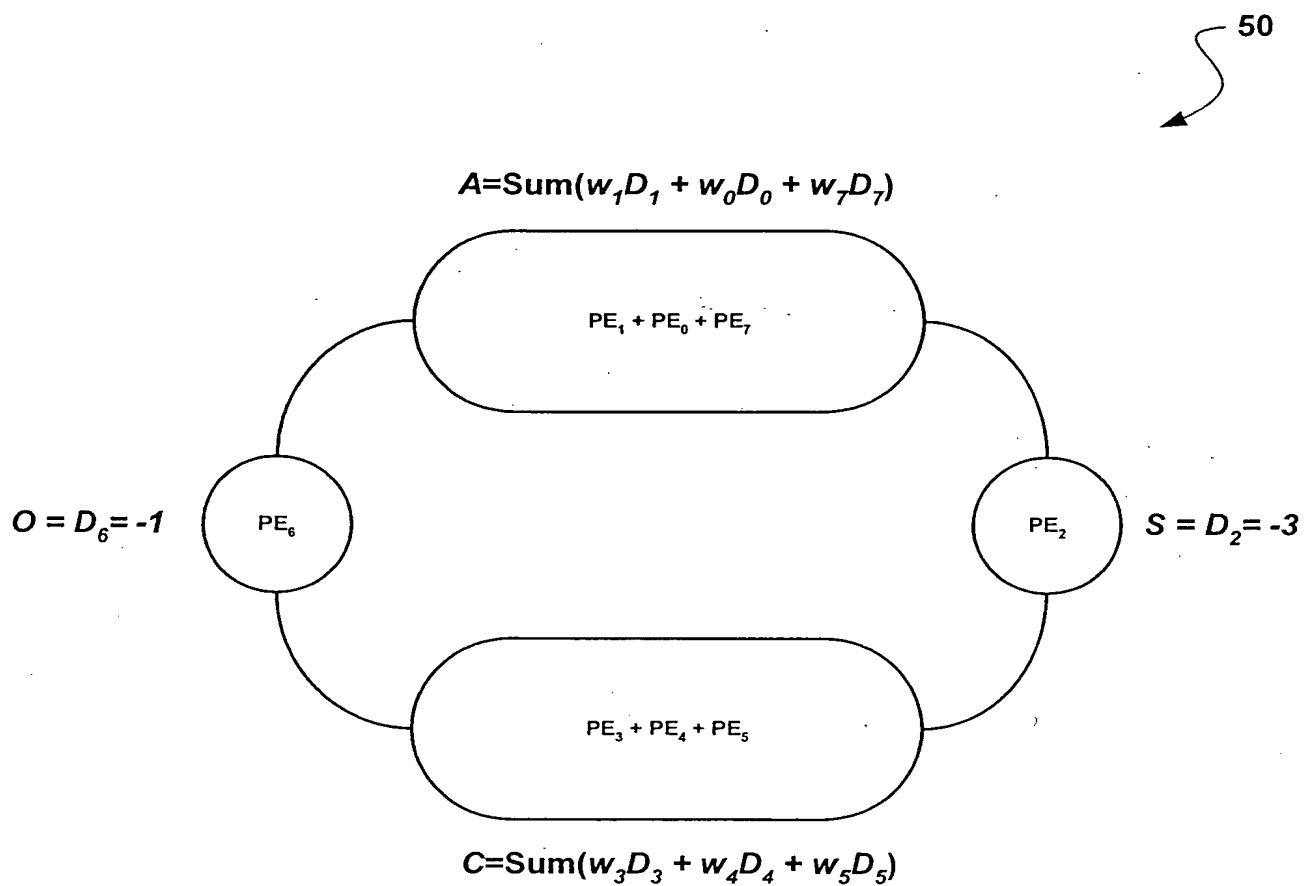 50
A=Sum(w₁D₁ + w₀D₀ + w₇D₇)
PE₁ + PE₀ + PE₇
O = D₆= -1
PE₆
PE₂
S = D₂= -3
PE₃ + PE₄ + PE₅
C=Sum(w₃D₃ + w₄D₄ + w₅D₅)